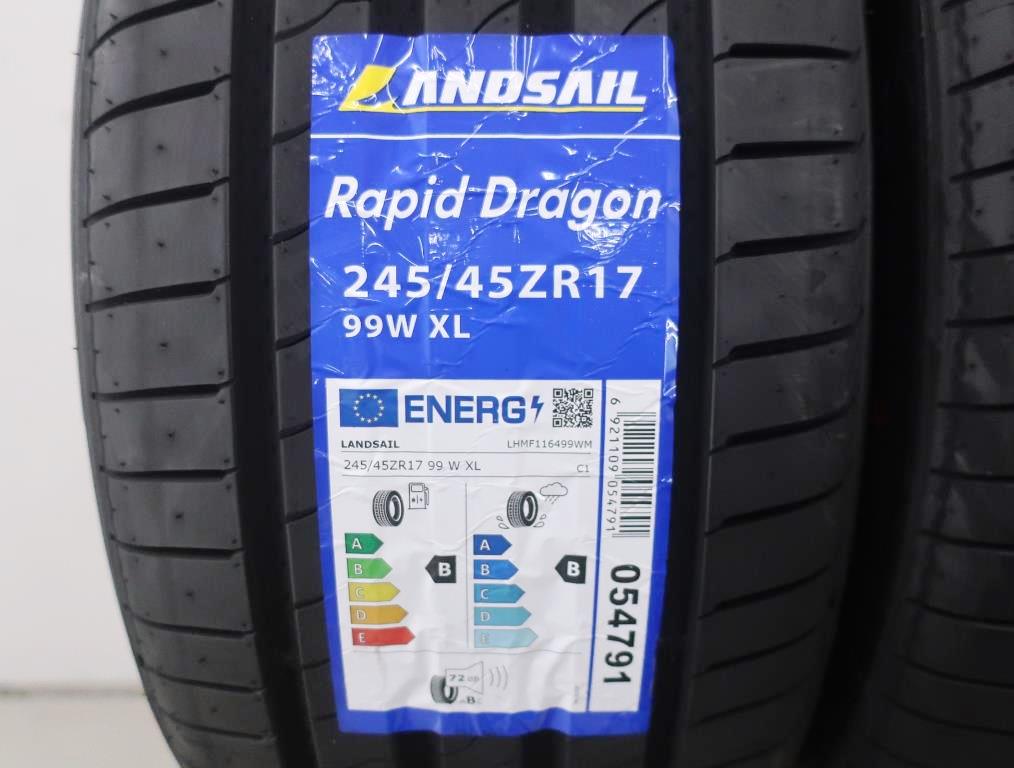 LANDSAIL
Rapid Dragon
245/45ZR17
99W XL
ENERG
LANDSAIL
LHMF116499WM
245/45ZR17 99 W XL
C1
A
B
C
D
E
B
A
B
C
D
E
B
72 dB
B
6 921109 054791
054791